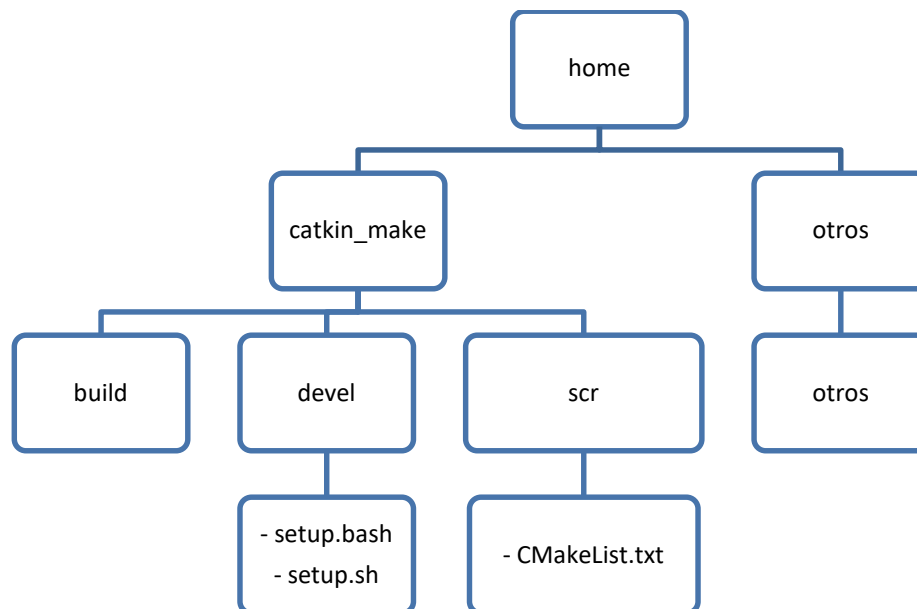 home
catkin_make
otros
build
devel
scr
otros
- setup.bash
- setup.sh
- CMakeList.txt